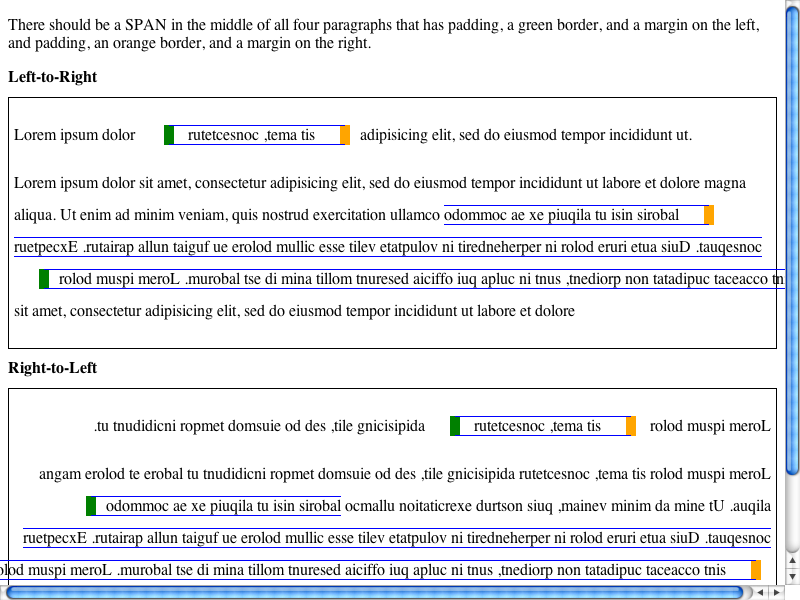 There should be a SPAN in the middle of all four paragraphs that has padding, a green border, and a margin on the left,
and padding, an orange border, and a margin on the right.
Left-to-Right
Lorem ipsum dolor rutetcesnoc ,tema tis adipisicing elit, sed do eiusmod tempor incididunt ut.
Lorem ipsum dolor sit amet, consectetur adipisicing elit, sed do eiusmod tempor incididunt ut labore et dolore magna
aliqua. Ut enim ad minim veniam, quis nostrud exercitation ullamco odommoc ae xe piuqila tu isin sirobal
ruetpecxE .rutairap allun taiguf ue erolod mullic esse tilev etatpulov ni tiredneherper ni rolod eruri etua siuD .tauqesnoc
rolod muspi meroL .murobal tse di mina tillom tnuresed aiciffo iuq apluc ni tnus ,tnediorp non tatadipuc taceacco tn
sit amet, consectetur adipisicing elit, sed do eiusmod tempor incididunt ut labore et dolore
Right-to-Left
.tu tnudidicni ropmet domsuie od des ,tile gnicisipida rutetcesnoc ,tema tis rolod muspi meroL
angam erolod te erobal tu tnudidicni ropmet domsuie od des ,tile gnicisipida rutetcesnoc ,tema tis rolod muspi meroL
odommoc ae xe piuqila tu isin sirobal ocmallu noitaticrexe durtson siuq ,mainev minim da mine tU .auqila
ruetpecxE .rutairap allun taiguf ue erolod mullic esse tilev etatpulov ni tiredneherper ni rolod eruri etua siuD .tauqesnoc
olod muspi meroL .murobal tse di mina tillom tnuresed aiciffo iuq apluc ni tnus ,tnediorp non tatadipuc taceacco tnis